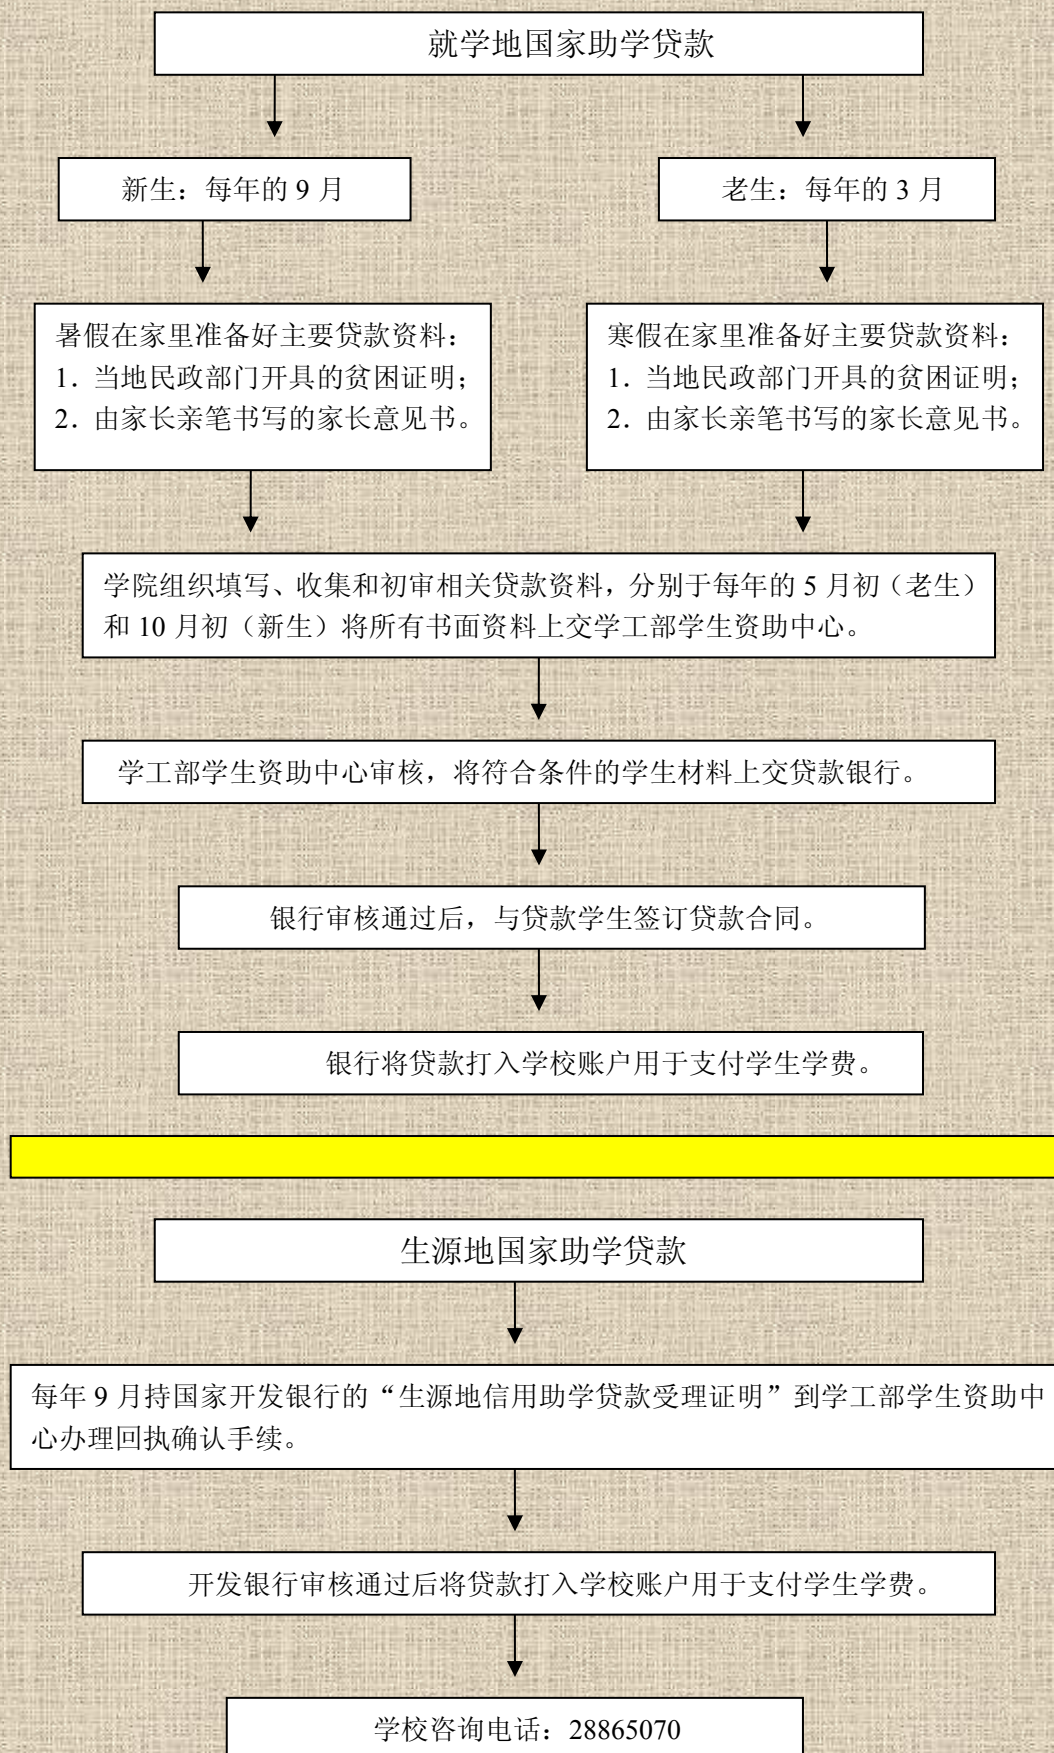 就学地国家助学贷款
新生：每年的 9 月
老生：每年的 3 月
暑假在家里准备好主要贷款资料：
1．当地民政部门开具的贫困证明；
2．由家长亲笔书写的家长意见书。
寒假在家里准备好主要贷款资料：
1．当地民政部门开具的贫困证明；
2．由家长亲笔书写的家长意见书。
学院组织填写、收集和初审相关贷款资料，分别于每年的 5 月初（老生）
和 10 月初（新生）将所有书面资料上交学工部学生资助中心。
学工部学生资助中心审核，将符合条件的学生材料上交贷款银行。
银行审核通过后，与贷款学生签订贷款合同。
银行将贷款打入学校账户用于支付学生学费。
生源地国家助学贷款
每年 9 月持国家开发银行的“生源地信用助学贷款受理证明”到学工部学生资助中
心办理回执确认手续。
开发银行审核通过后将贷款打入学校账户用于支付学生学费。
学校咨询电话：28865070